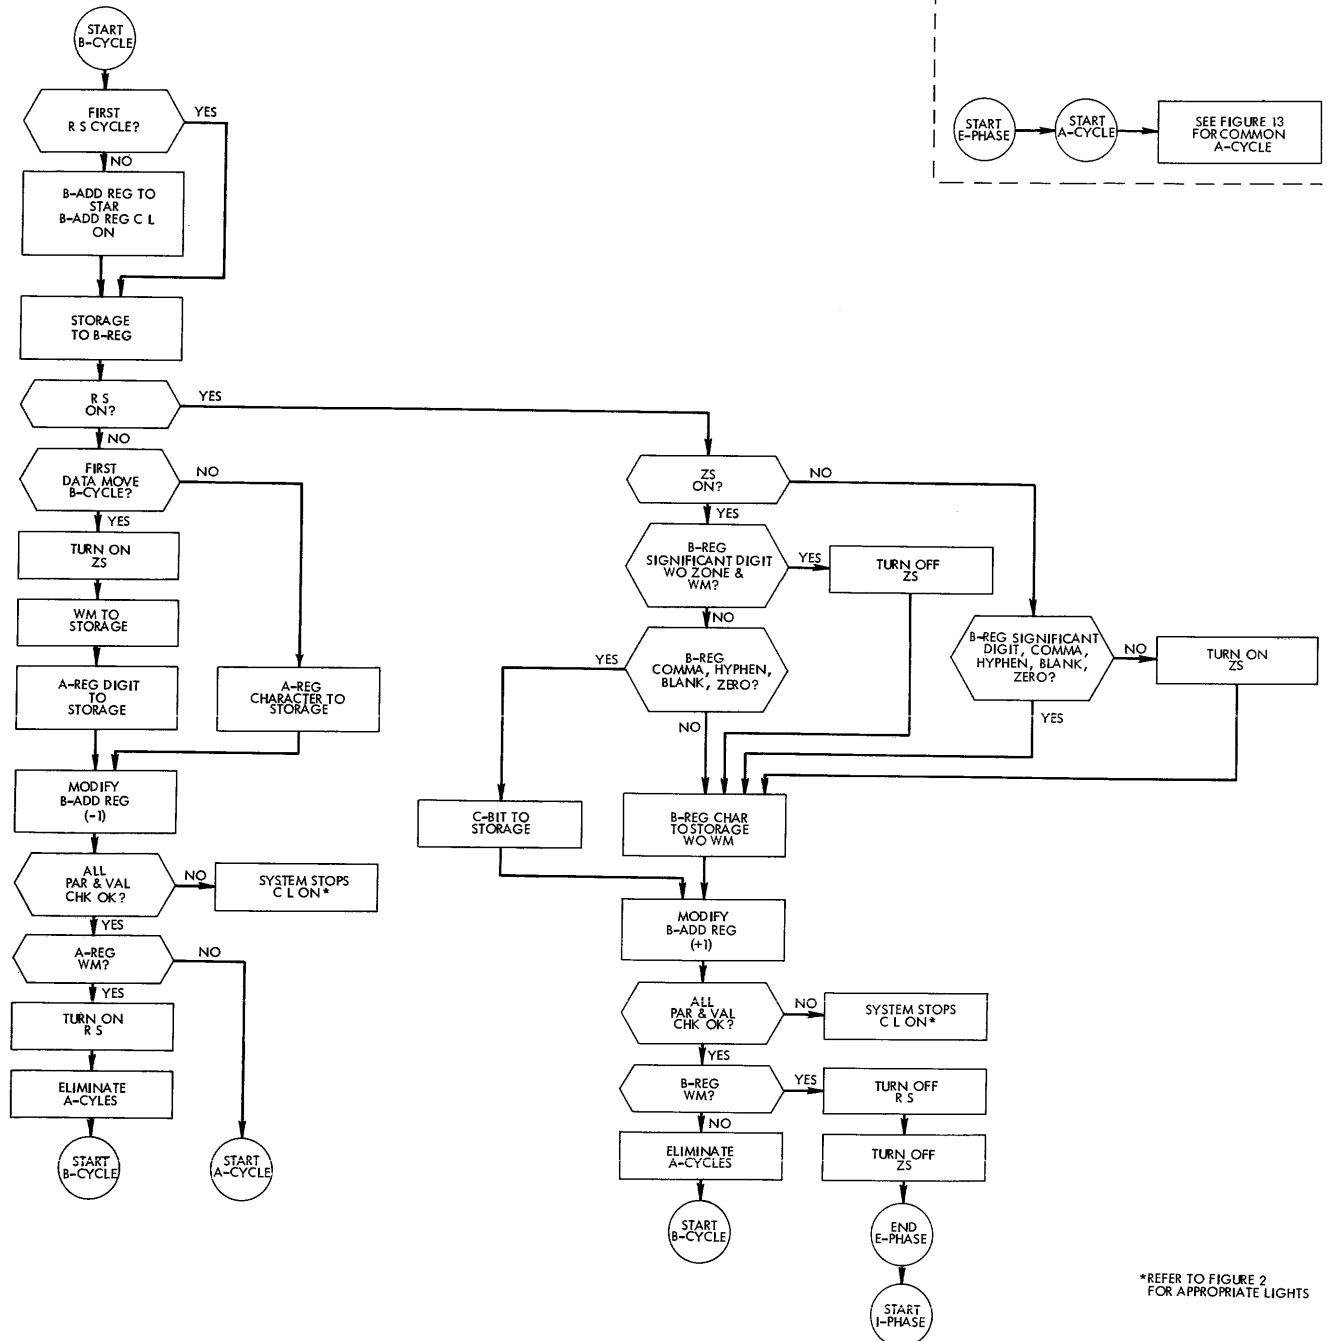 START
B-CYCLE
FIRST
R S CYCLE?
YES
NO
B-ADD REG TO
STAR
B-ADD REG C L
ON
STORAGE
TO B-REG
R S
ON?
YES
NO
FIRST
DATA MOVE
B-CYCLE?
NO
YES
TURN ON
ZS
WM TO
STORAGE
A-REG DIGIT
TO
STORAGE
A-REG
CHARACTER TO
STORAGE
MODIFY
B-ADD REG
(-1)
ALL
PAR & VAL
CHK OK?
NO
SYSTEM STOPS
C L ON*
YES
A-REG
WM?
NO
YES
TURN ON
R S
ELIMINATE
A-CYLES
START
B-CYCLE
START
A-CYCLE
START
E-PHASE
START
A-CYCLE
SEE FIGURE 13
FOR COMMON
A-CYCLE
ZS
ON?
NO
YES
B-REG
SIGNIFICANT DIGIT
WO ZONE &
WM?
YES
TURN OFF
ZS
NO
B-REG
COMMA, HYPHEN,
BLANK, ZERO?
YES
NO
B-REG SIGNIFICANT
DIGIT, COMMA,
HYPHEN, BLANK,
ZERO?
NO
TURN ON
ZS
YES
C-BIT TO
STORAGE
B-REG CHAR
TO STORAGE
WO WM
MODIFY
B-ADD REG
(+1)
ALL
PAR & VAL
CHK OK?
NO
SYSTEM STOPS
C L ON*
YES
B-REG
WM?
YES
TURN OFF
R S
NO
ELIMINATE
A-CYCLES
TURN OFF
ZS
START
B-CYCLE
END
E-PHASE
START
I-PHASE
*REFER TO FIGURE 2
FOR APPROPRIATE LIGHTS